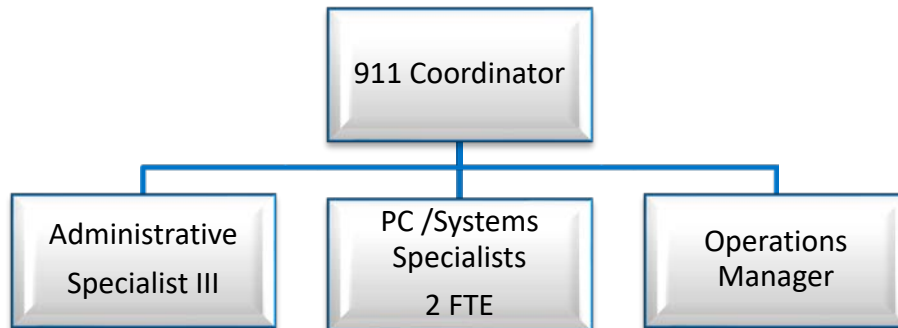 911 Coordinator
Administrative
Specialist III
PC /Systems
Specialists
2 FTE
Operations
Manager